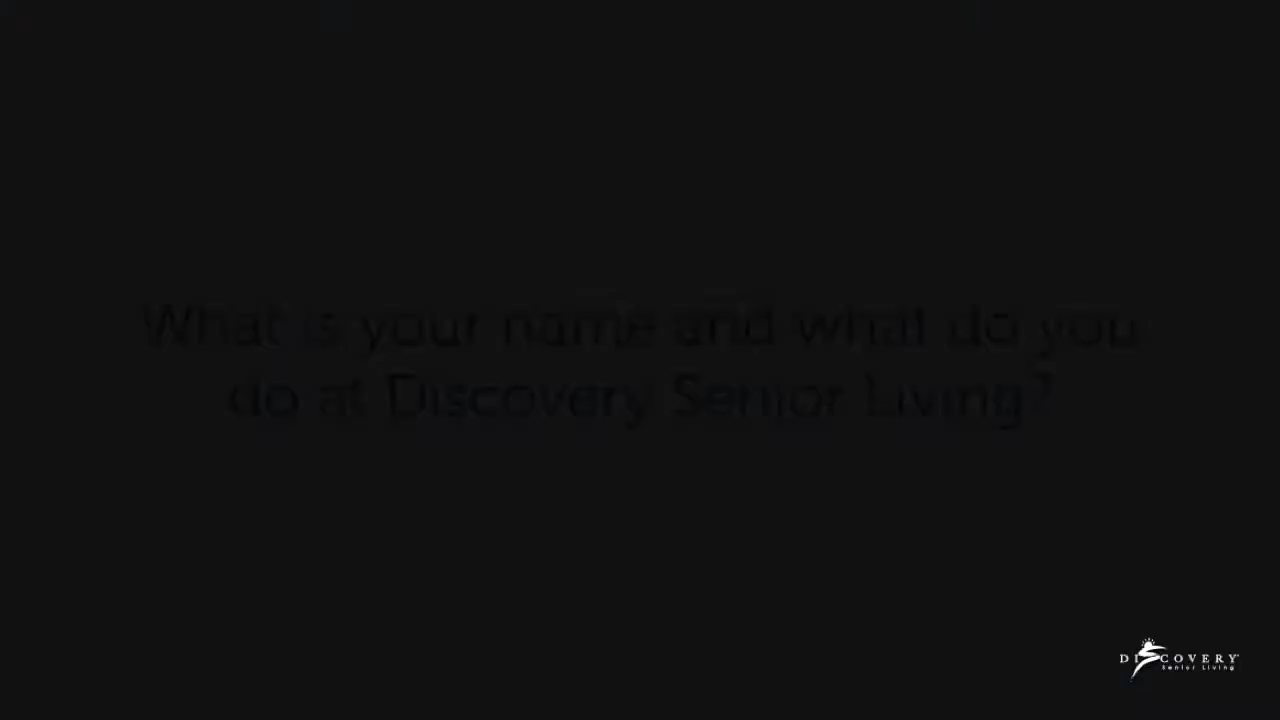 What is your name and what do you
do at Discovery Senior Living?
DISCOVERY
Senior Living